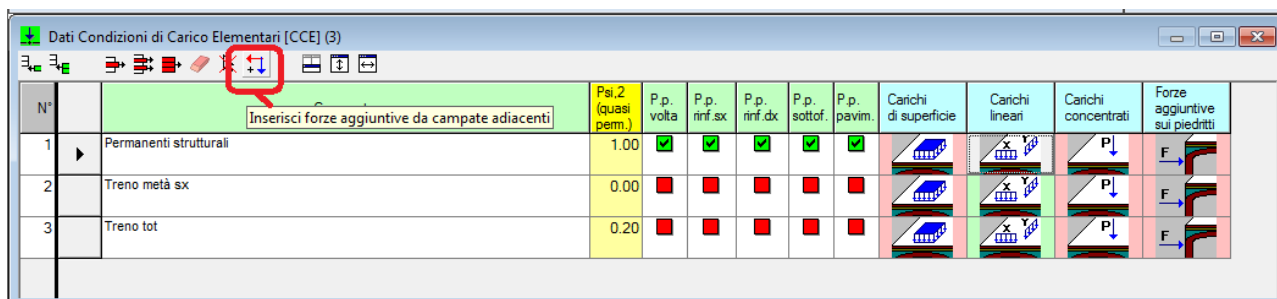 Dati Condizioni di Carico Elementari [CCE] (3)
N°
Psi,2
(quasi
perm.)
P.p.
volta
P.p.
rinf.sx
P.p.
rinf.dx
P.p.
sottof.
P.p.
pavim.
Carichi
di superficie
Carichi
lineari
Carichi
concentrati
Forze
aggiuntive
sui piedritti
Inserisci forze aggiuntive da campate adiacenti
1 Permanenti strutturali 1.00 X Y P F
2 Treno metà sx 0.00 X Y P F
3 Treno tot 0.20 X Y P F